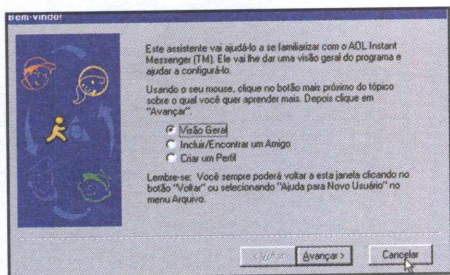 Bem-vindo!
Este assistente vai ajudá-lo a se familiarizar com o AOL Instant
Messenger (TM). Ele vai lhe dar uma visão geral do programa e
ajudar a configurá-lo.
Usando o seu mouse, clique no botão mais próximo do tópico
sobre o qual você quer aprender mais. Depois clique em
"Avançar".
Visão Geral
Incluir/Encontrar um Amigo
Criar um Perfil
Lembre-se: Você sempre poderá voltar a esta janela clicando no
botão "Voltar" ou selecionando "Ajuda para Novo Usuário" no
menu Arquivo.
< Voltar
Avançar >
Cancelar